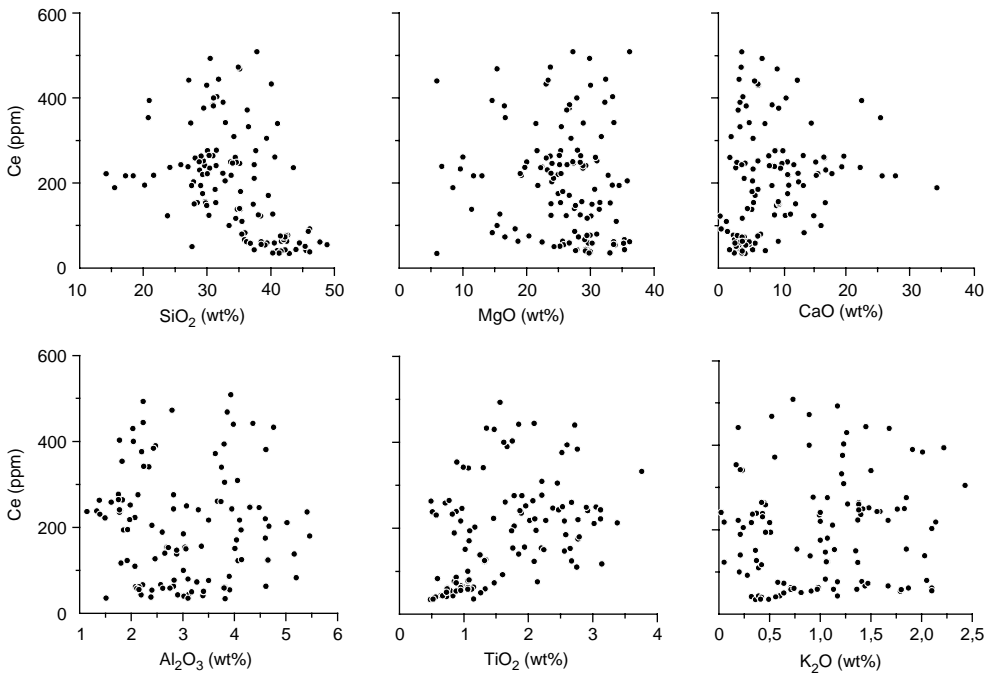 600
400
200
0
Ce (ppm)
10 20 30 40 50
SiO2 (wt%)
0 10 20 30 40
MgO (wt%)
0 10 20 30 40
CaO (wt%)
600
400
200
0
Ce (ppm)
1 2 3 4 5 6
Al2O3 (wt%)
0 1 2 3 4
TiO2 (wt%)
0 0,5 1,0 1,5 2,0 2,5
K2O (wt%)